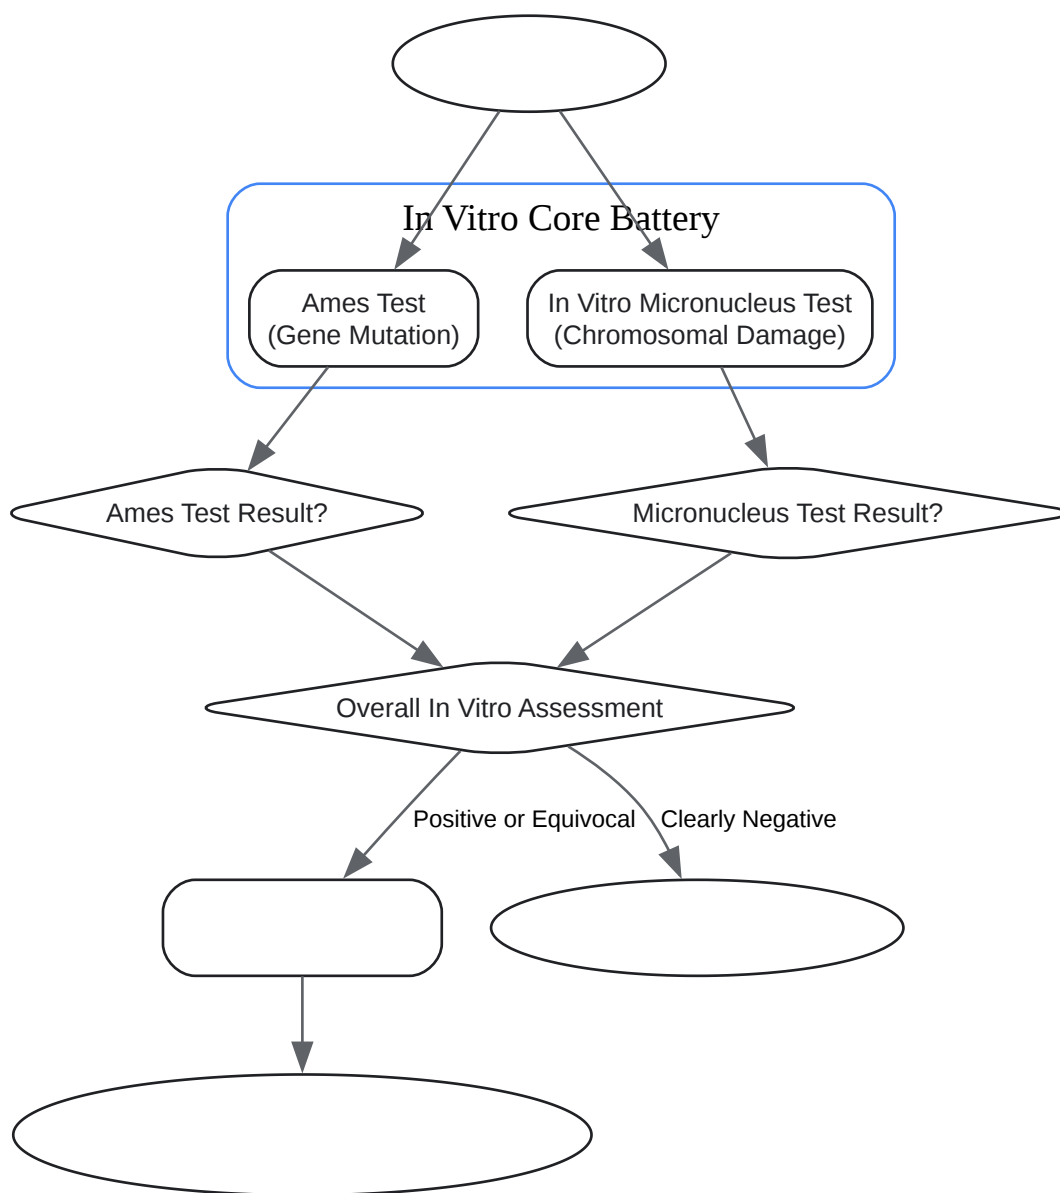 In Vitro Core Battery
Ames Test
(Gene Mutation)
In Vitro Micronucleus Test
(Chromosomal Damage)
Ames Test Result?
Micronucleus Test Result?
Overall In Vitro Assessment
Positive or Equivocal
Clearly Negative